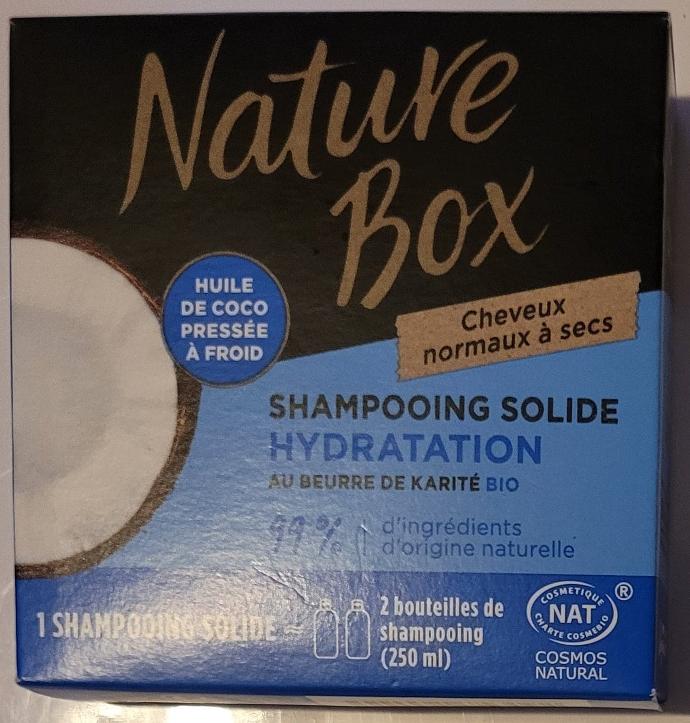 Nature
Box
HUILE
DE COCO
PRESSÉE
À FROID
Cheveux
normaux à secs
SHAMPOOING SOLIDE
HYDRATATION
AU BEURRE DE KARITÉ BIO
99% d'ingrédients
d'origine naturelle
1 SHAMPOOING SOLIDE =
2 bouteilles de
shampooing
(250 ml)
COSMETIQUE
NAT
CHARTE COSMEBIO
®
COSMOS
NATURAL